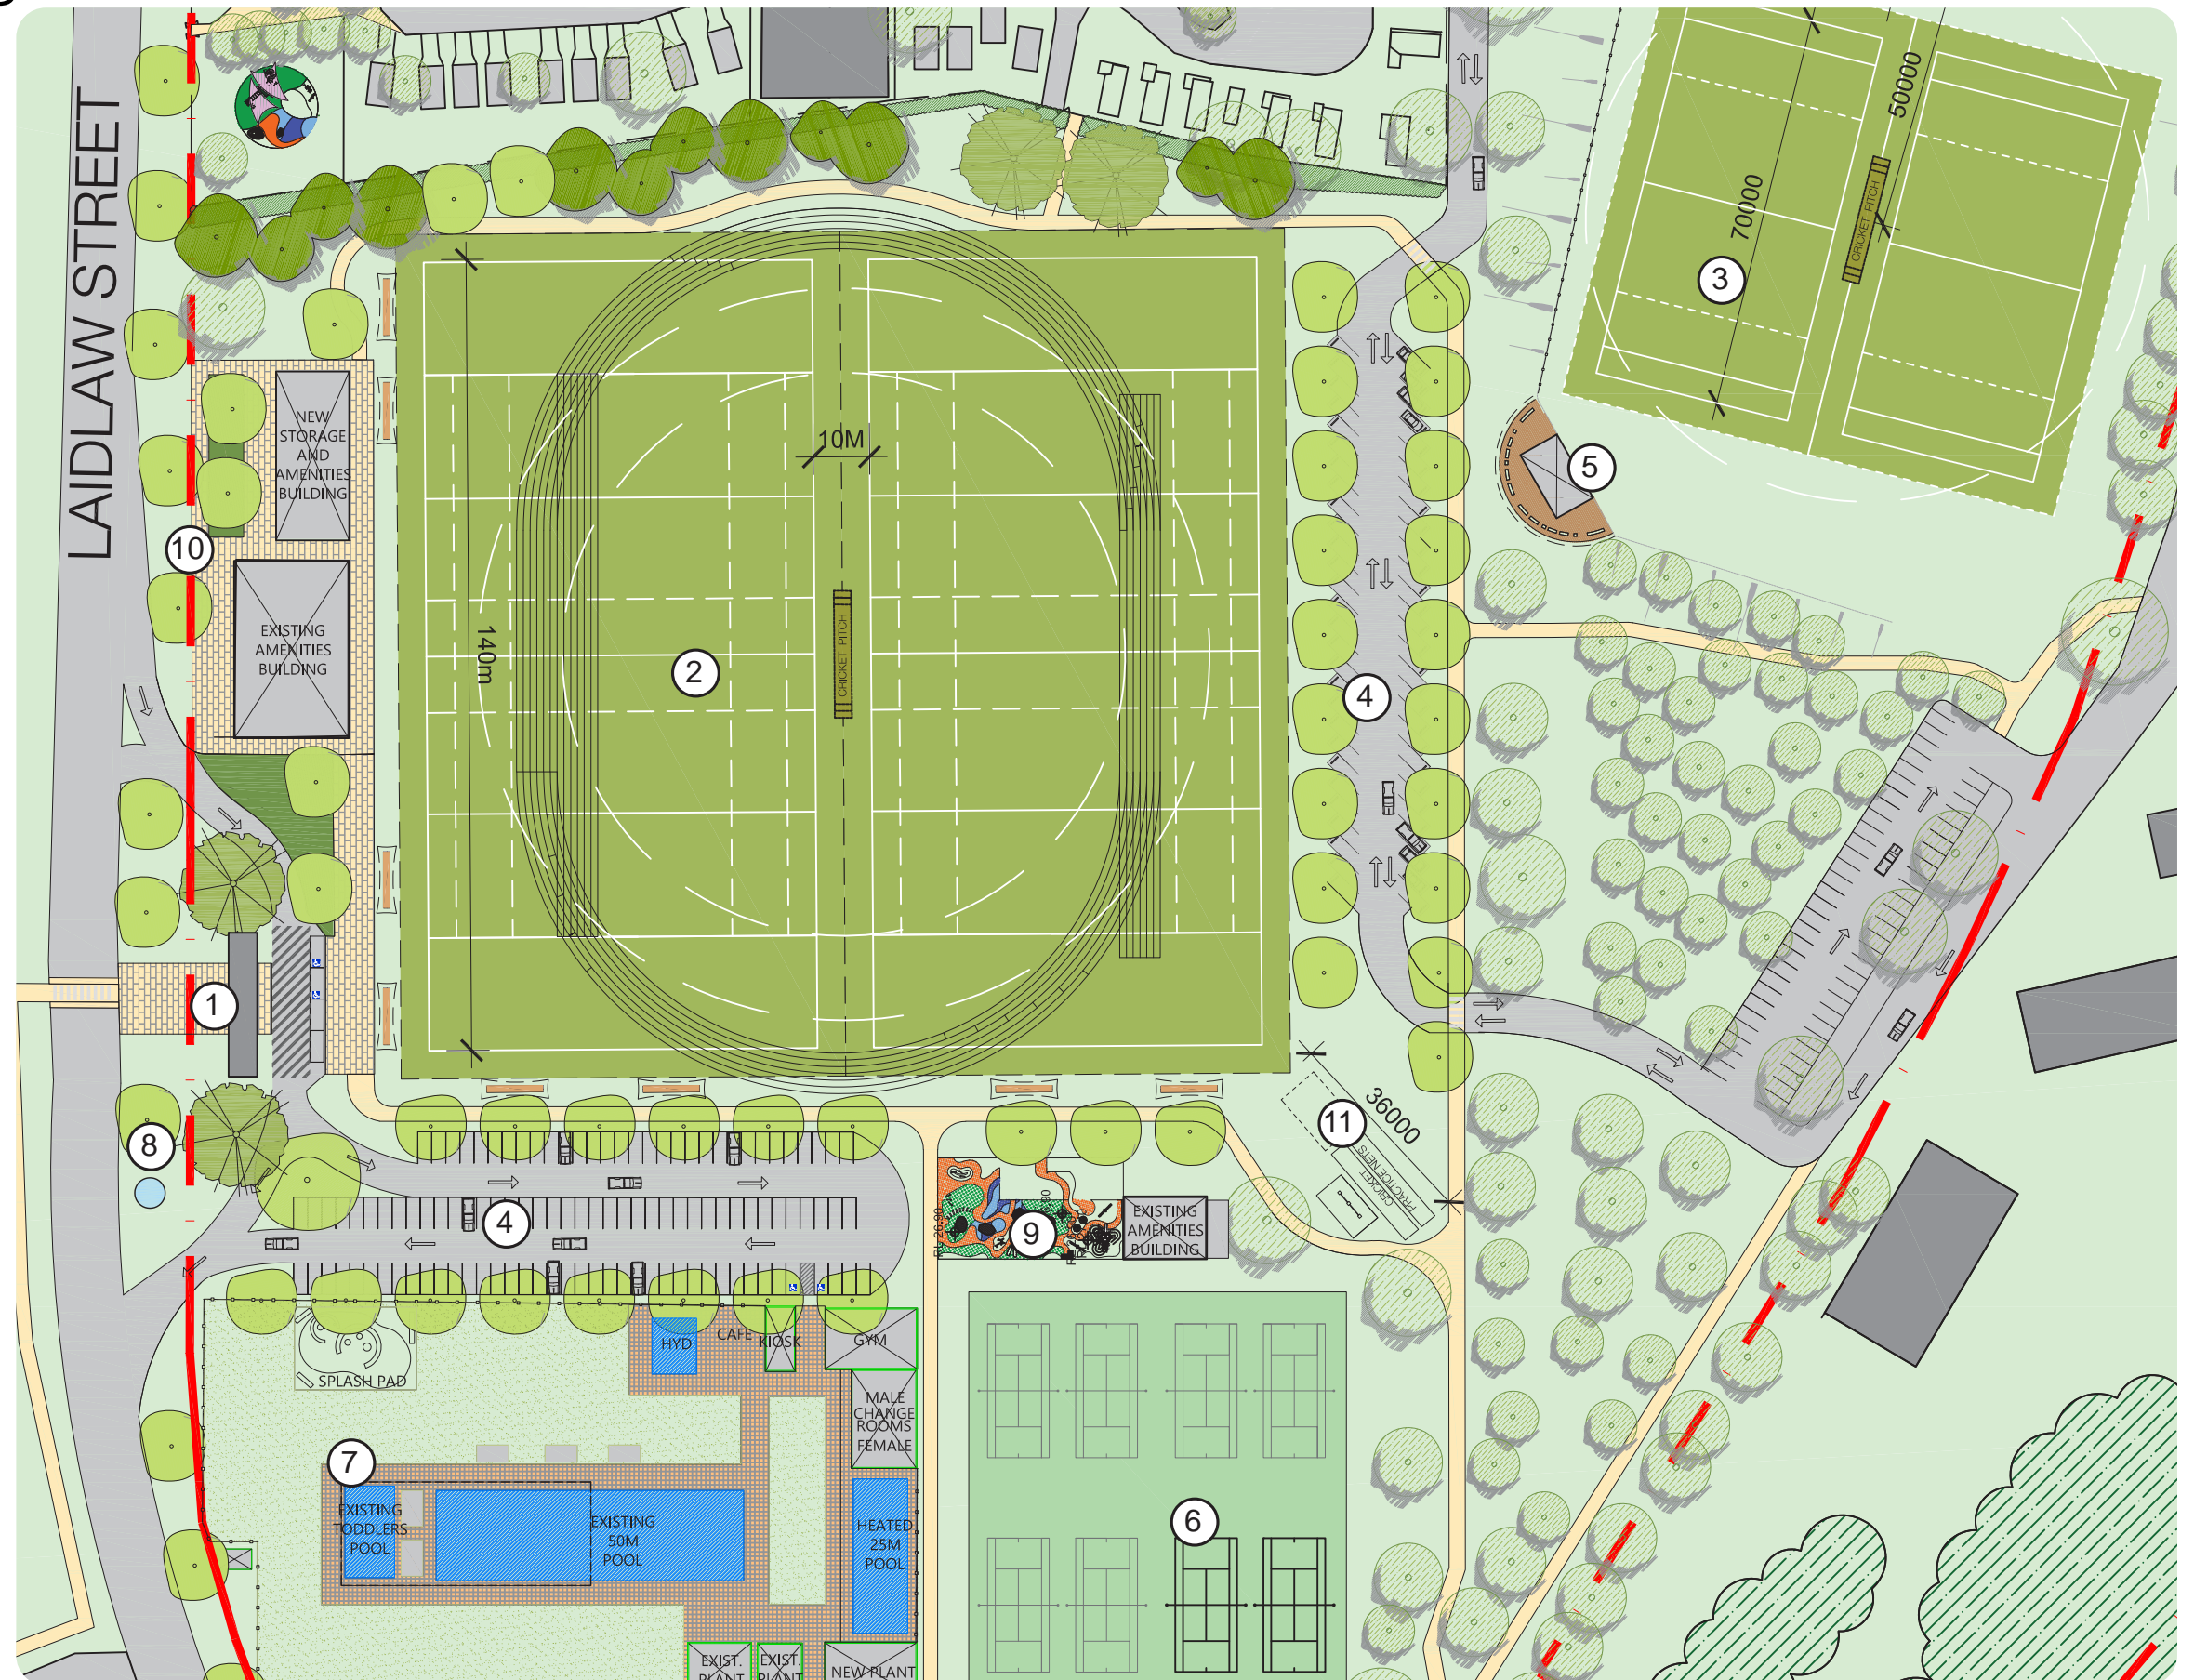 LAIDLAW STREET
50000
70000
CRICKET PITCH
3
NEW
STORAGE
AND
AMENITIES
BUILDING
10M
5
10
EXISTING
AMENITIES
BUILDING
140m
2
CRICKET PITCH
4
1
8
36000
11
CRICKET
PRACTICE NETS
4
9
EXISTING
AMENITIES
BUILDING
HYD
CAFE
KIOSK
GYM
SPLASH PAD
MALE
CHANGE
ROOMS
FEMALE
7
EXISTING
TODDLERS
POOL
EXISTING
50M
POOL
HEATED
25M
POOL
6
EXIST.
PLANT
EXIST.
PLANT
NEW PLANT